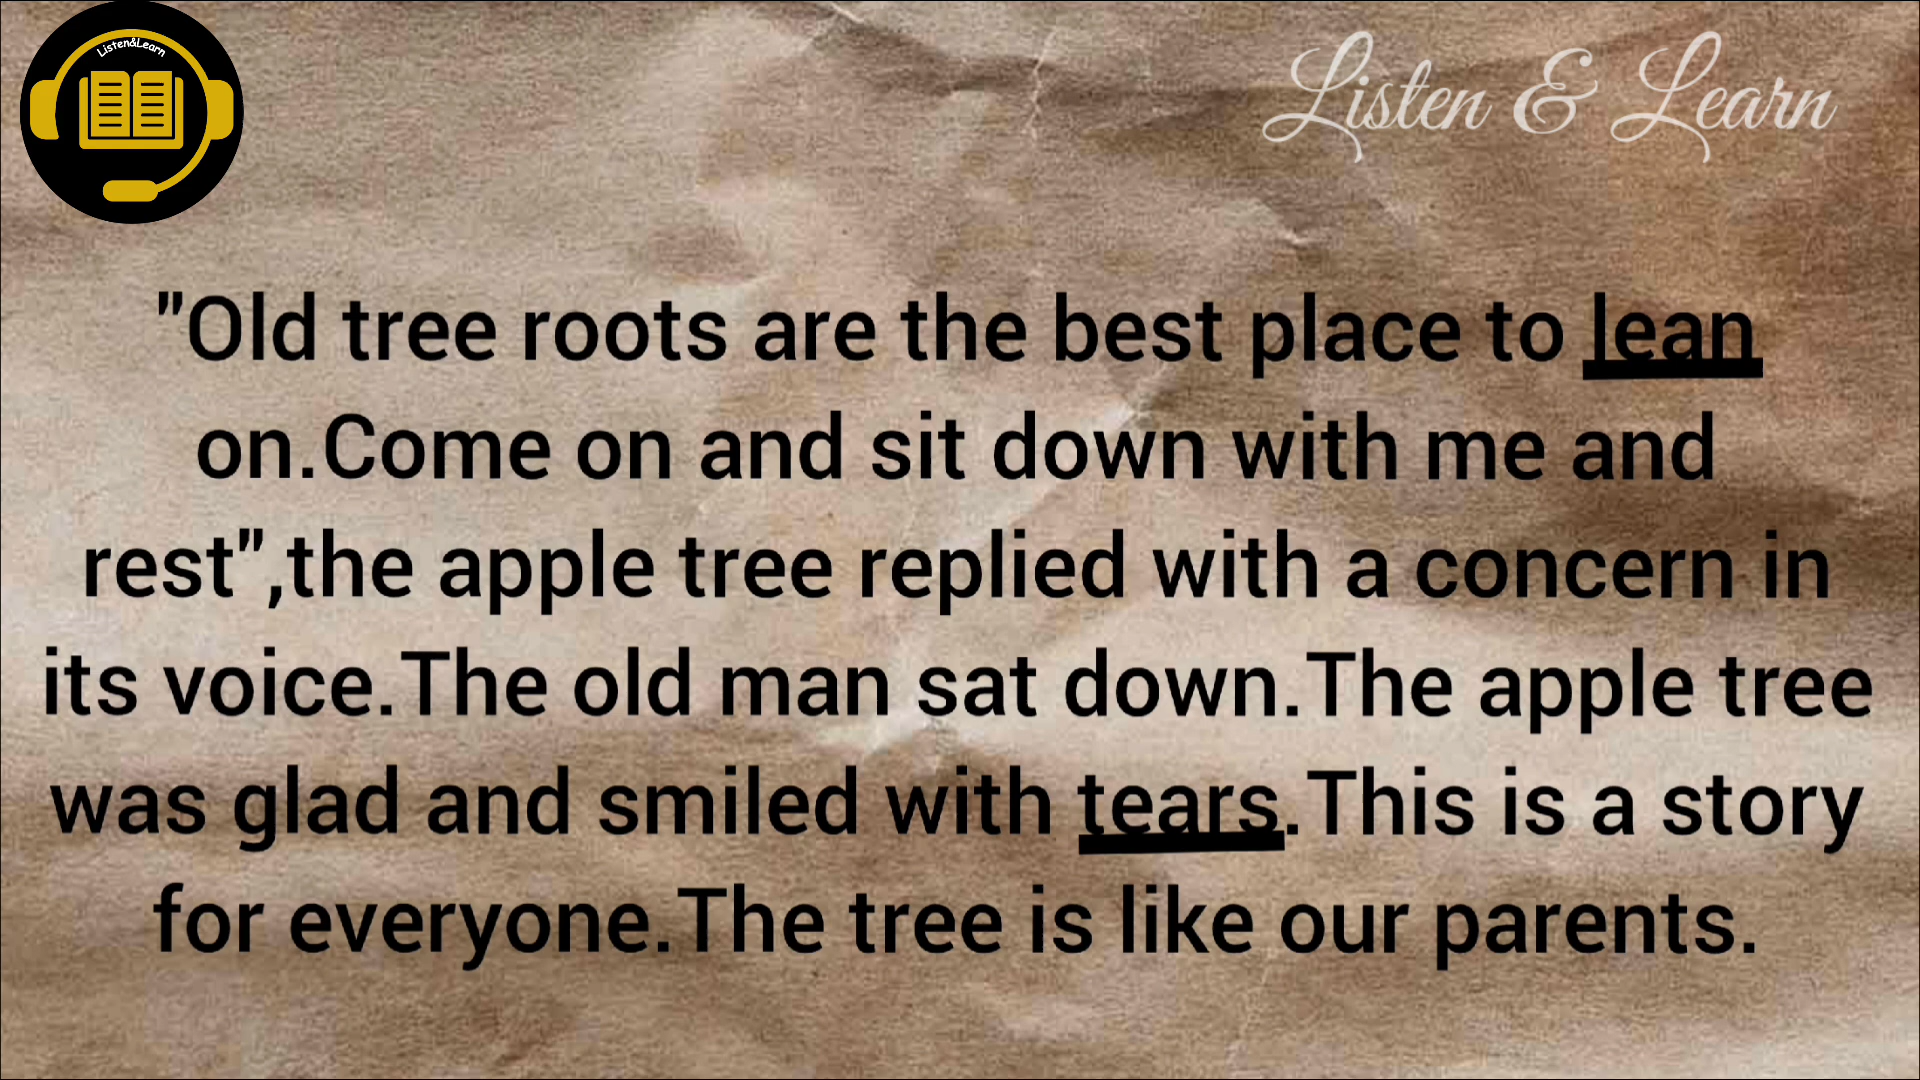 Listen&Learn
Listen & Learn
"Old tree roots are the best place to lean
on.Come on and sit down with me and
rest",the apple tree replied with a concern in
its voice.The old man sat down.The apple tree
was glad and smiled with tears.This is a story
for everyone.The tree is like our parents.